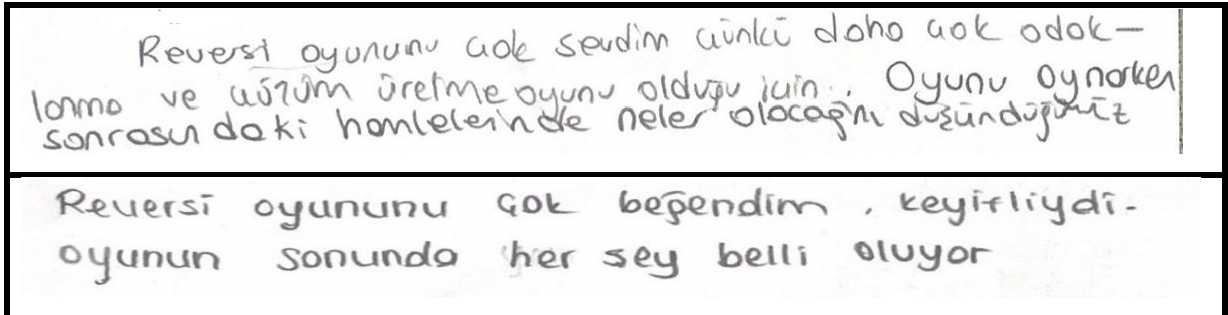 Reversi oyununu çok sevdim çünkü daha çok odak-
lanma ve çözüm üretme oyunu olduğu için. Oyunu oynarken
sonrasındaki hamlelerinde neler olacağını düşündüğümüz
Reversi oyununu çok beğendim. keyifliydi.
oyunun sonunda her şey belli oluyor